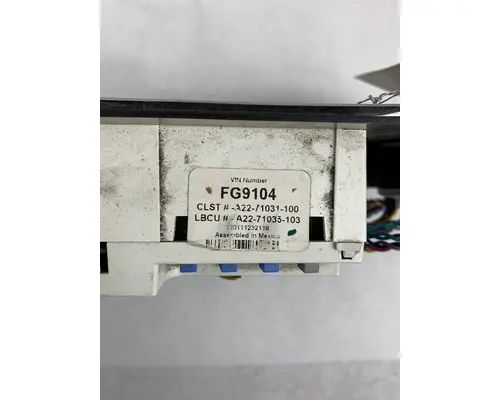 VIN Number
FG9104
CLST # -A22-71031-100
LBCU # - A22-71035-103
Assembled in Mexico